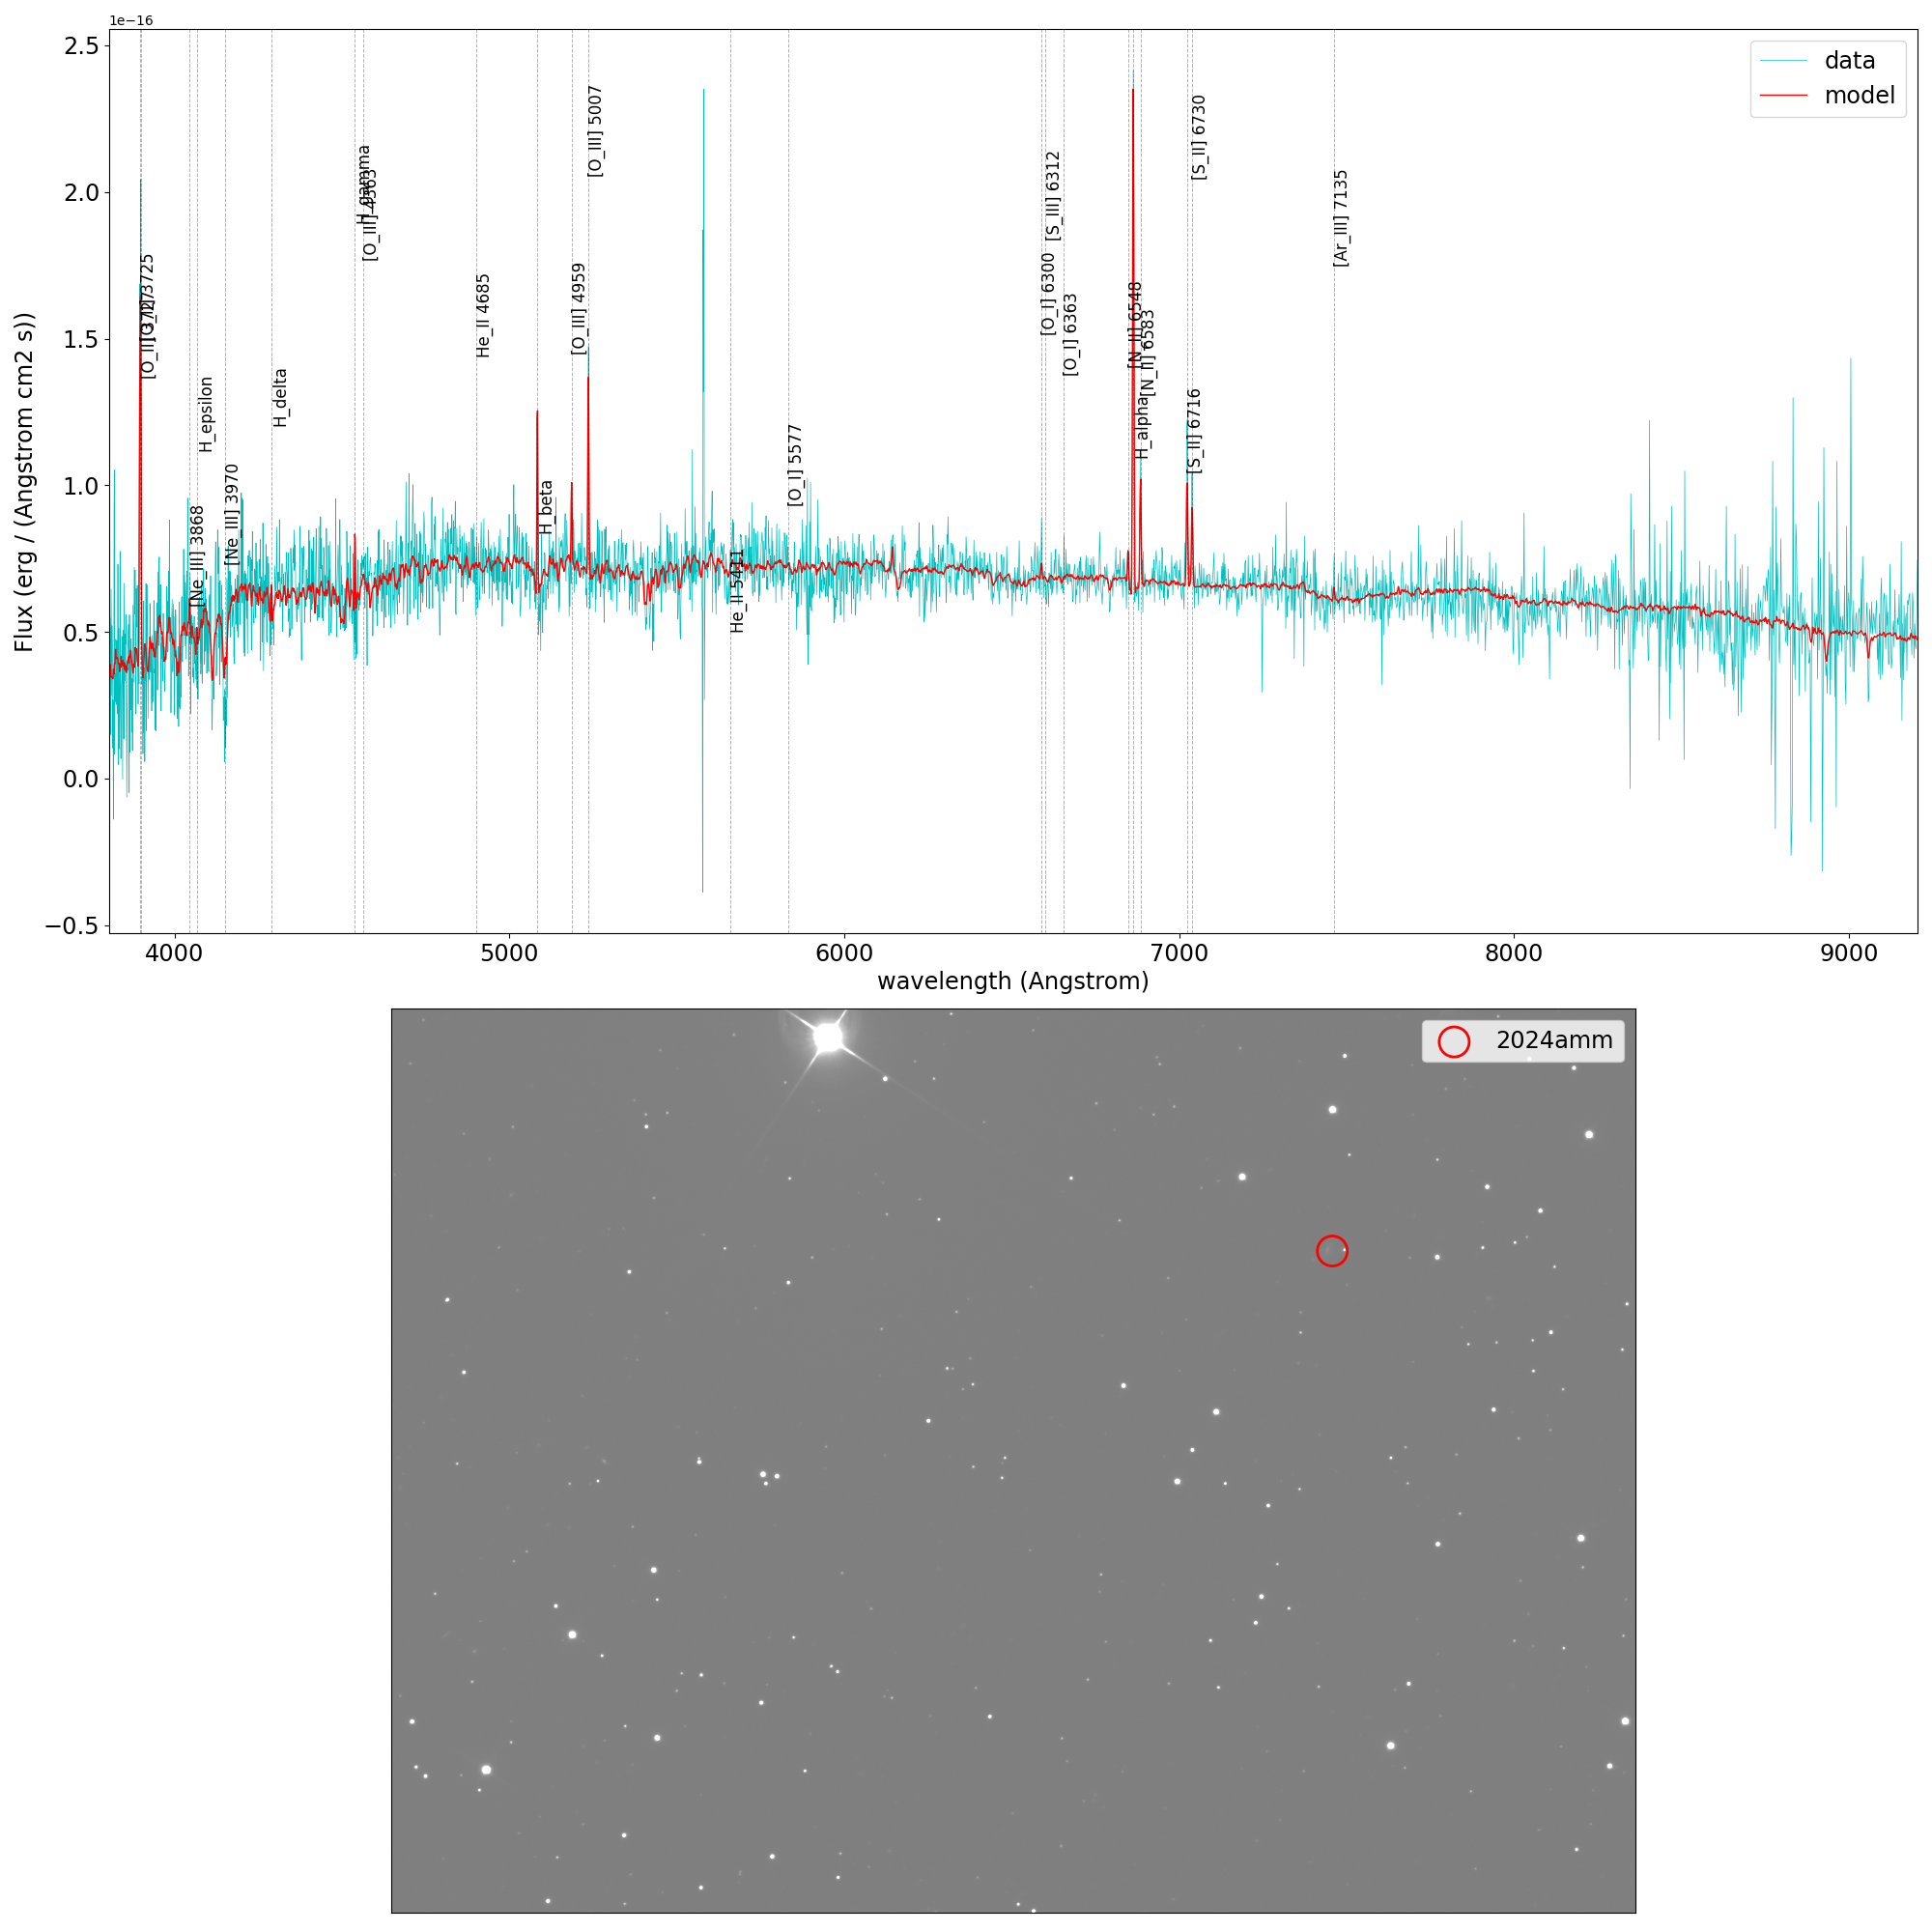 1e−16
2.5
2.0
1.5
1.0
0.5
0.0
−0.5
Flux (erg / (Angstrom cm2 s))
data
model
[O_II] 3725
[O_II] 3727
[Ne_III] 3868
H_epsilon
[Ne_III] 3970
H_delta
H_gamma
[O_III] 4363
He_II 4685
H_beta
[O_III] 4959
[O_III] 5007
He_II 5411
[O_I] 5577
[O_I] 6300
[S_III] 6312
[O_I] 6363
[N_II] 6548
H_alpha
[N_II] 6583
[S_II] 6716
[S_II] 6730
[Ar_III] 7135
4000 5000 6000 7000 8000 9000
wavelength (Angstrom)
2024amm